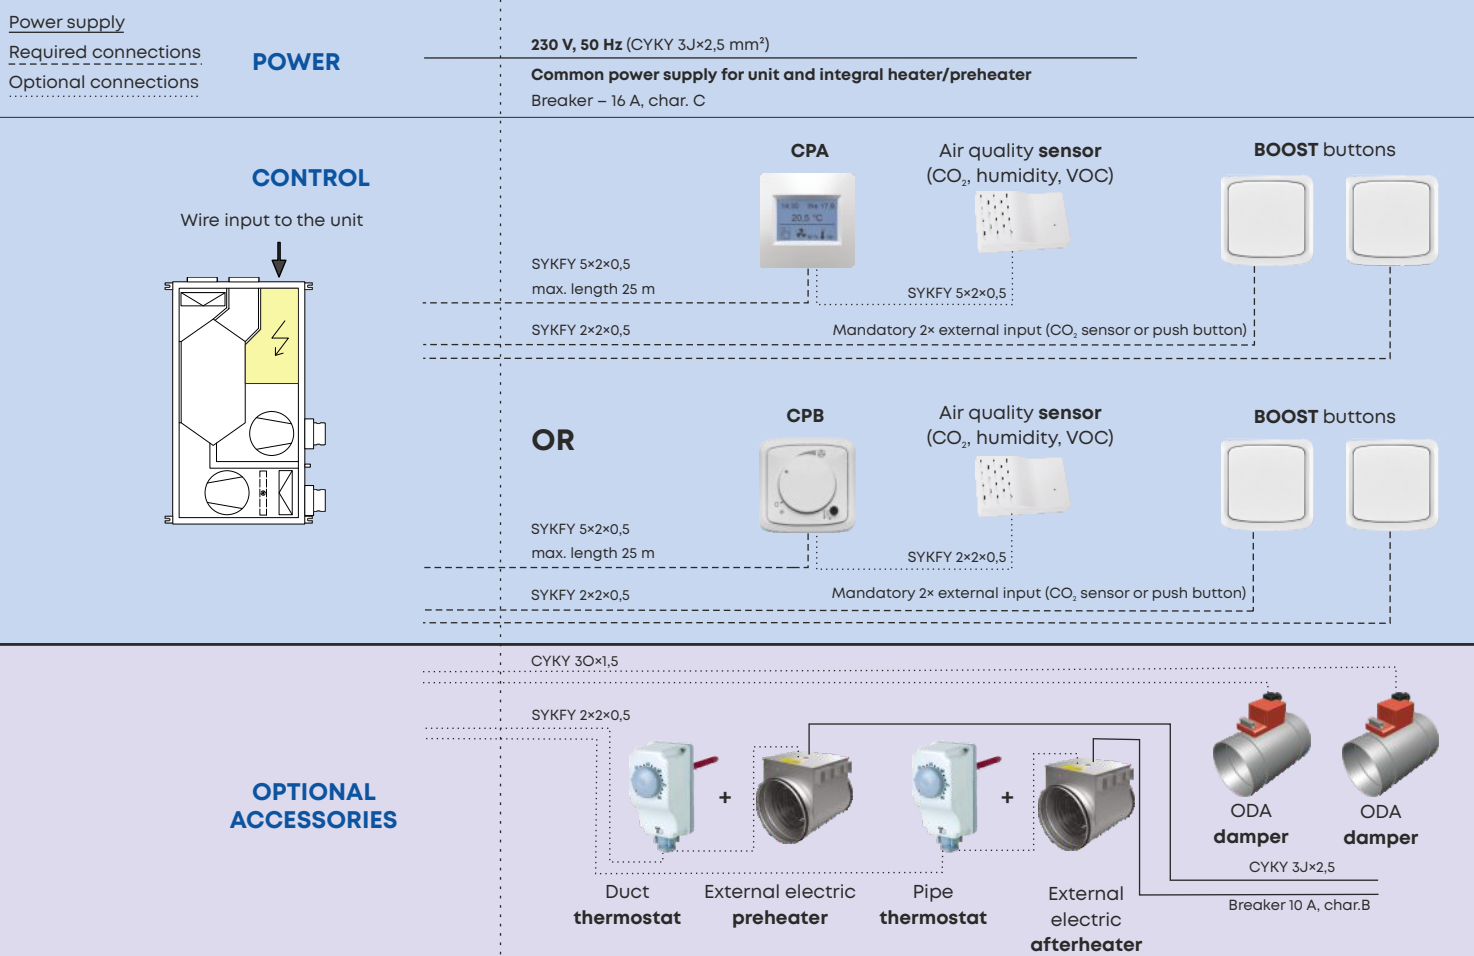 Power supply
Required connections
Optional connections
POWER
230 V, 50 Hz (CYKY 3J×2,5 mm²)
Common power supply for unit and integral heater/preheater
Breaker – 16 A, char. C
CONTROL
Wire input to the unit
CPA
Air quality sensor
(CO₂, humidity, VOC)
BOOST buttons
20,5 °C
SYKFY 5×2×0,5
max. length 25 m
SYKFY 5×2×0,5
SYKFY 2×2×0,5
Mandatory 2× external input (CO₂ sensor or push button)
OR
CPB
Air quality sensor
(CO₂, humidity, VOC)
BOOST buttons
SYKFY 5×2×0,5
max. length 25 m
SYKFY 2×2×0,5
SYKFY 2×2×0,5
Mandatory 2× external input (CO₂ sensor or push button)
OPTIONAL
ACCESSORIES
CYKY 3O×1,5
SYKFY 2×2×0,5
+
+
Duct
thermostat
External electric
preheater
Pipe
thermostat
External
electric
afterheater
ODA
damper
ODA
damper
CYKY 3J×2,5
Breaker 10 A, char.B